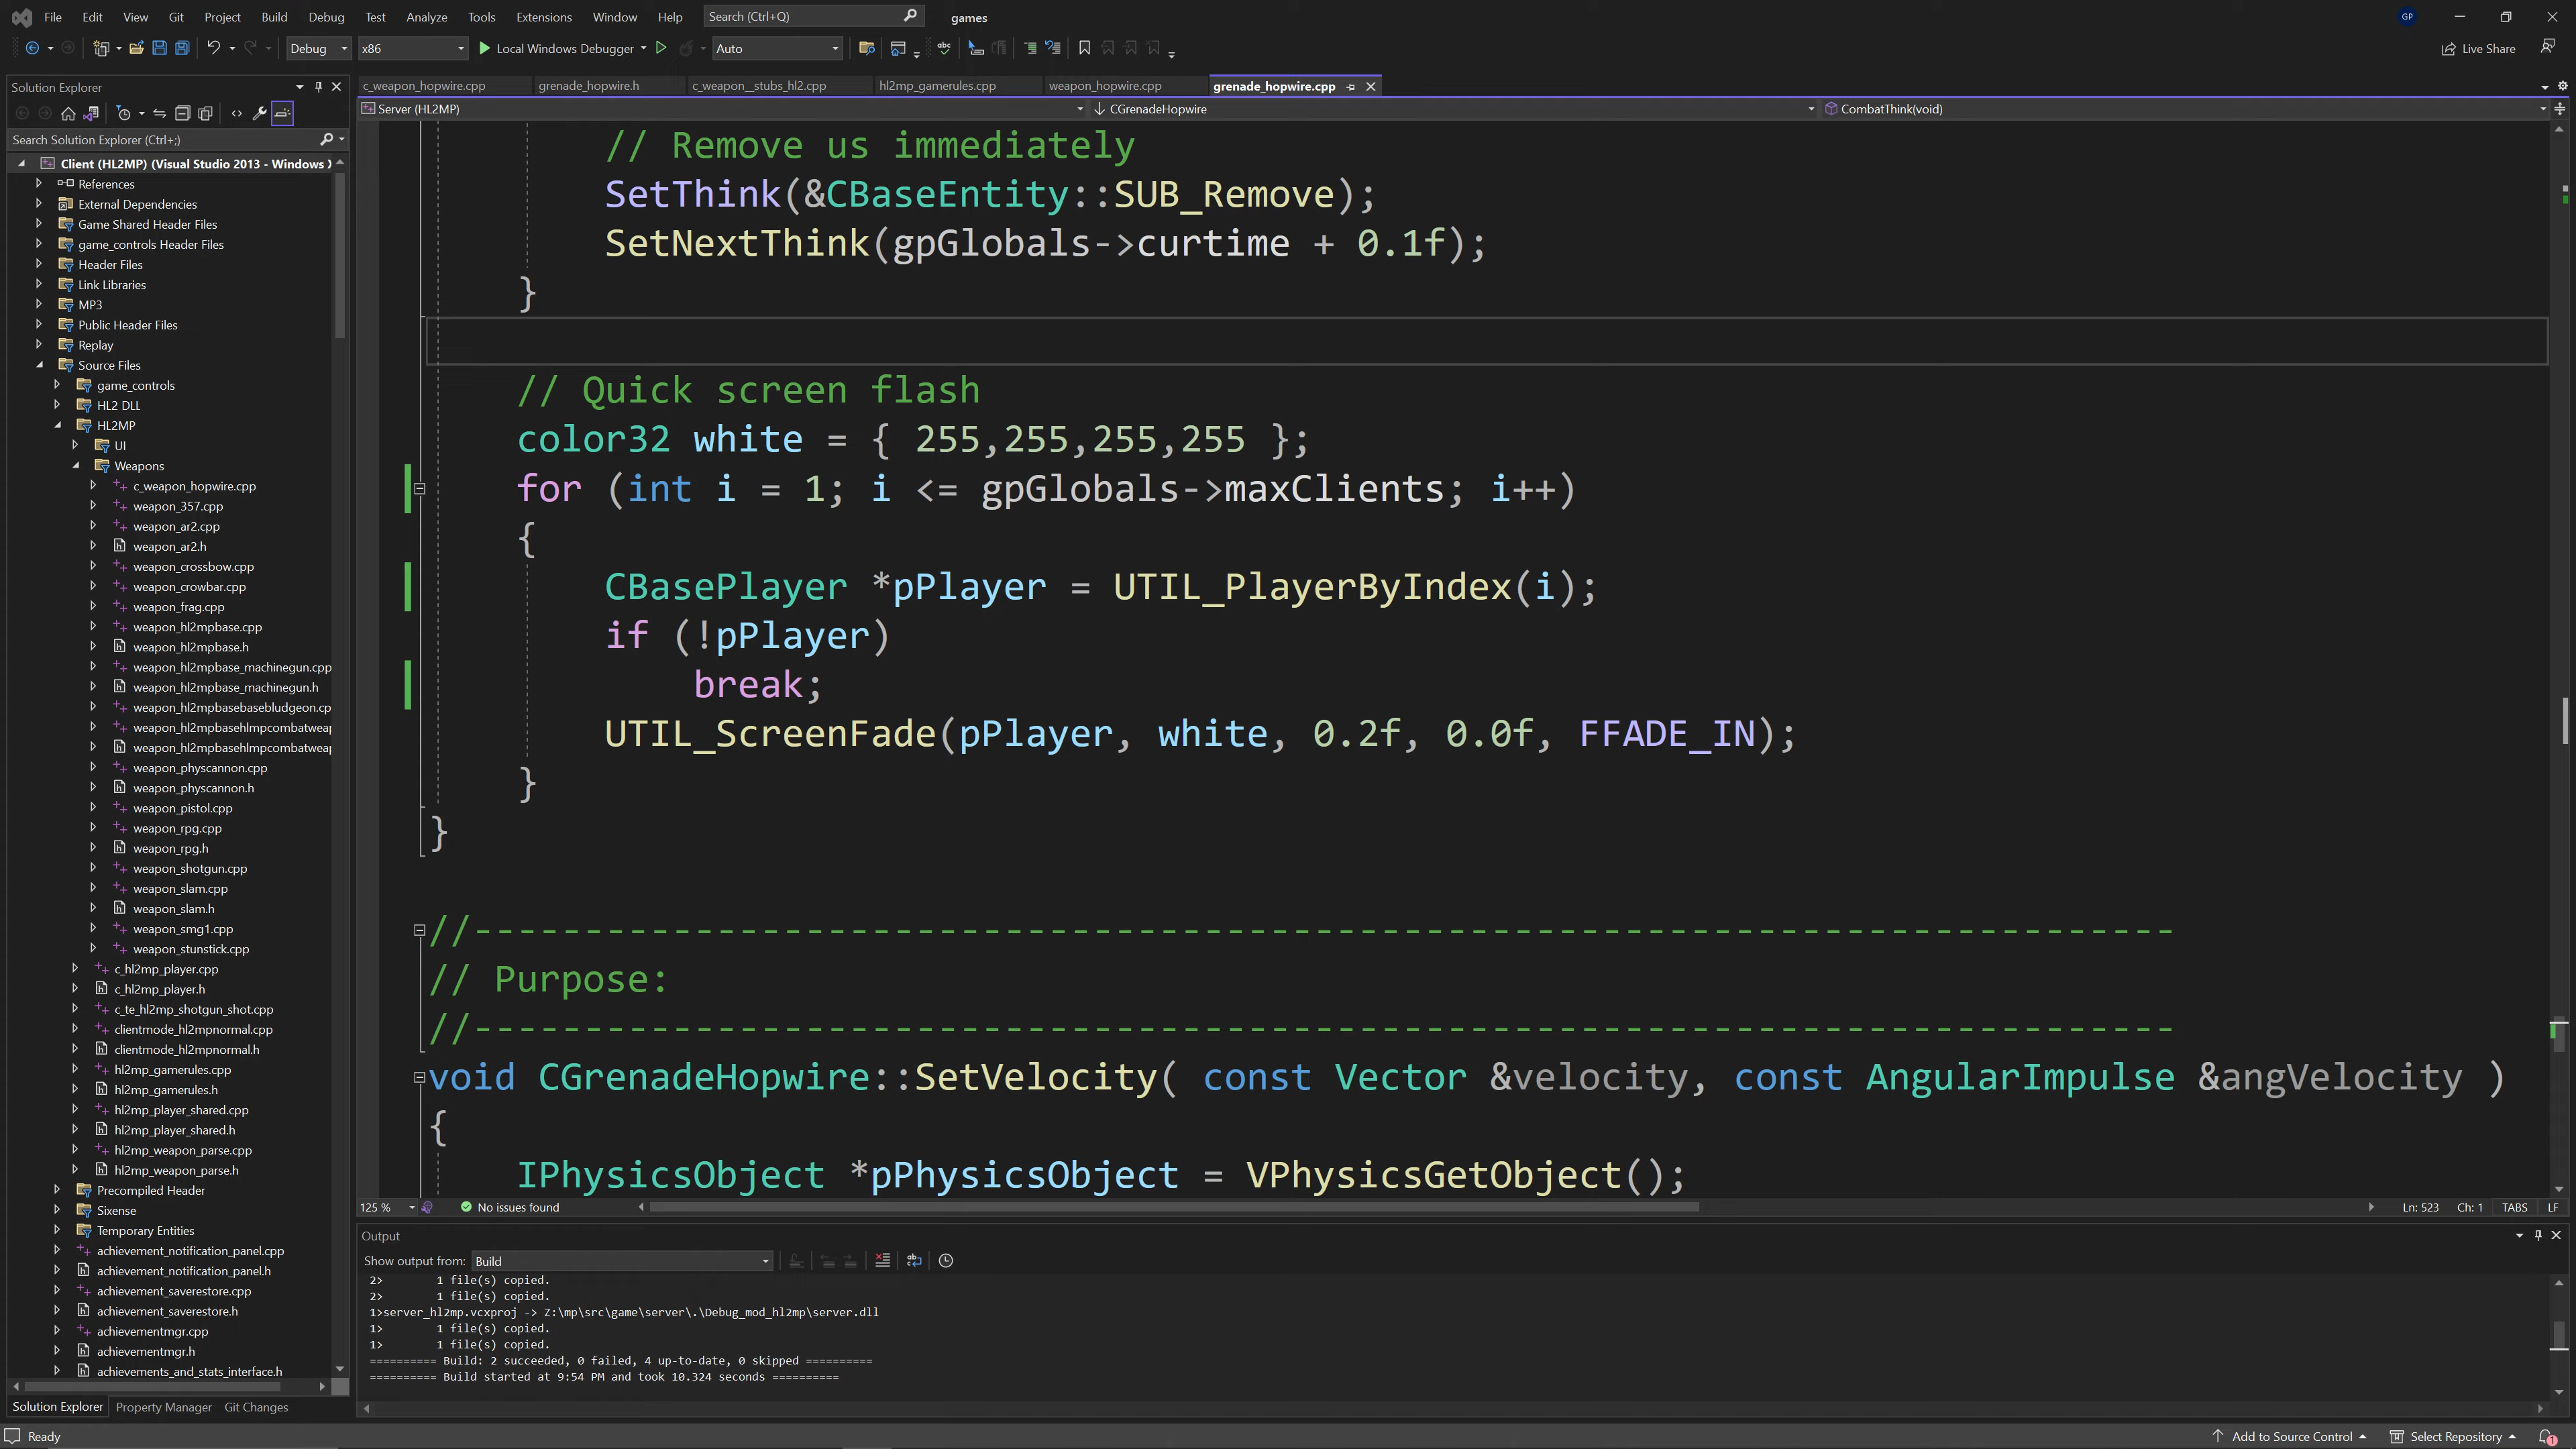 File Edit View Git Project Build Debug Test Analyze Tools Extensions Window Help Search (Ctrl+Q) games GP
Debug x86 Local Windows Debugger Auto Live Share
Solution Explorer
Search Solution Explorer (Ctrl+;)
Client (HL2MP) (Visual Studio 2013 - Windows X
References
External Dependencies
Game Shared Header Files
game_controls Header Files
Header Files
Link Libraries
MP3
Public Header Files
Replay
Source Files
game_controls
HL2 DLL
HL2MP
UI
Weapons
c_weapon_hopwire.cpp
weapon_357.cpp
weapon_ar2.cpp
weapon_ar2.h
weapon_crossbow.cpp
weapon_crowbar.cpp
weapon_frag.cpp
weapon_hl2mpbase.cpp
weapon_hl2mpbase.h
weapon_hl2mpbase_machinegun.cpp
weapon_hl2mpbase_machinegun.h
weapon_hl2mpbasebasebludgeon.cp
weapon_hl2mpbasehlmpcombatweap
weapon_hl2mpbasehlmpcombatweap
weapon_physcannon.cpp
weapon_physcannon.h
weapon_pistol.cpp
weapon_rpg.cpp
weapon_rpg.h
weapon_shotgun.cpp
weapon_slam.cpp
weapon_slam.h
weapon_smg1.cpp
weapon_stunstick.cpp
c_hl2mp_player.cpp
c_hl2mp_player.h
c_te_hl2mp_shotgun_shot.cpp
clientmode_hl2mpnormal.cpp
clientmode_hl2mpnormal.h
hl2mp_gamerules.cpp
hl2mp_gamerules.h
hl2mp_player_shared.cpp
hl2mp_player_shared.h
hl2mp_weapon_parse.cpp
hl2mp_weapon_parse.h
Precompiled Header
Sixense
Temporary Entities
achievement_notification_panel.cpp
achievement_notification_panel.h
achievement_saverestore.cpp
achievement_saverestore.h
achievementmgr.cpp
achievementmgr.h
achievements_and_stats_interface.h
Solution Explorer Property Manager Git Changes
c_weapon_hopwire.cpp grenade_hopwire.h c_weapon__stubs_hl2.cpp hl2mp_gamerules.cpp weapon_hopwire.cpp grenade_hopwire.cpp
Server (HL2MP) CGrenadeHopwire CombatThink(void)
// Remove us immediately
SetThink(&CBaseEntity::SUB_Remove);
SetNextThink(gpGlobals->curtime + 0.1f);
}
// Quick screen flash
color32 white = { 255,255,255,255 };
for (int i = 1; i <= gpGlobals->maxClients; i++)
{
CBasePlayer *pPlayer = UTIL_PlayerByIndex(i);
if (!pPlayer)
break;
UTIL_ScreenFade(pPlayer, white, 0.2f, 0.0f, FFADE_IN);
}
}
//-----------------------------------------------------------------------------
// Purpose:
//-----------------------------------------------------------------------------
void CGrenadeHopwire::SetVelocity( const Vector &velocity, const AngularImpulse &angVelocity )
{
IPhysicsObject *pPhysicsObject = VPhysicsGetObject();
125 % No issues found Ln: 523 Ch: 1 TABS LF
Output
Show output from: Build
2> 1 file(s) copied.
2> 1 file(s) copied.
1>server_hl2mp.vcxproj -> Z:\mp\src\game\server\.\Debug_mod_hl2mp\server.dll
1> 1 file(s) copied.
1> 1 file(s) copied.
========== Build: 2 succeeded, 0 failed, 4 up-to-date, 0 skipped ==========
========== Build started at 9:54 PM and took 10.324 seconds ==========
Ready Add to Source Control Select Repository 1